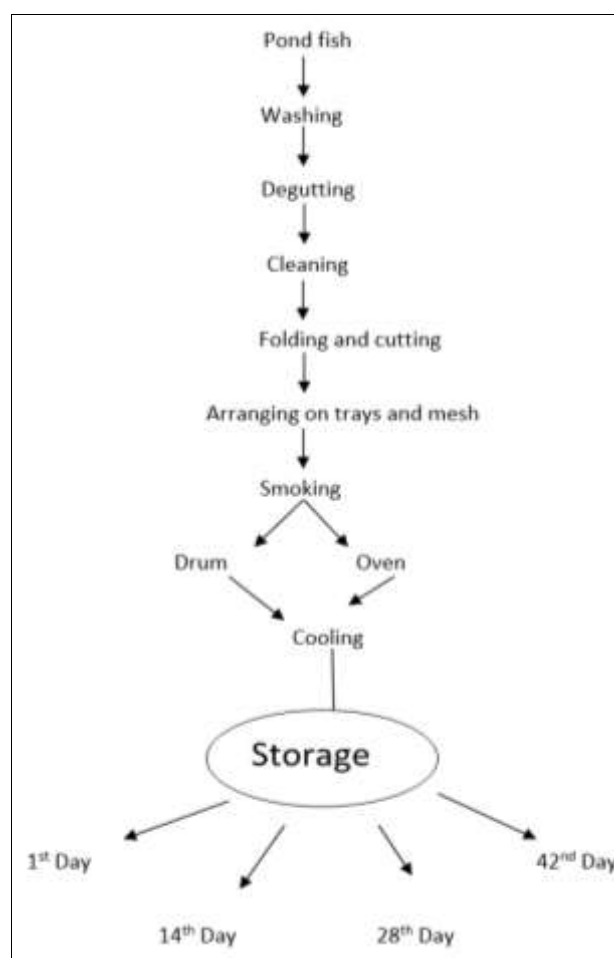 Pond fish
Washing
Degutting
Cleaning
Folding and cutting
Arranging on trays and mesh
Smoking
Drum Oven
Cooling
Storage
1st Day 42nd Day
14th Day 28th Day